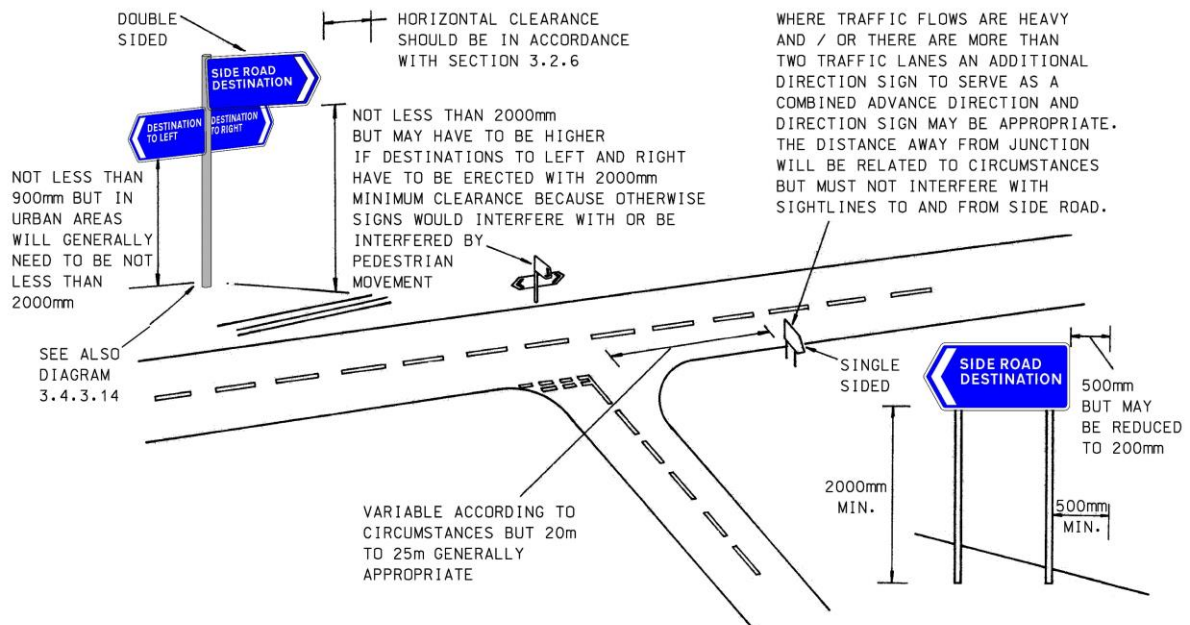 DOUBLE
SIDED
SIDE ROAD
DESTINATION
DESTINATION
TO LEFT
DESTINATION
TO RIGHT
HORIZONTAL CLEARANCE
SHOULD BE IN ACCORDANCE
WITH SECTION 3.2.6
NOT LESS THAN
900mm BUT IN
URBAN AREAS
WILL GENERALLY
NEED TO BE NOT
LESS THAN
2000mm
NOT LESS THAN 2000mm
BUT MAY HAVE TO BE HIGHER
IF DESTINATIONS TO LEFT AND RIGHT
HAVE TO BE ERECTED WITH 2000mm
MINIMUM CLEARANCE BECAUSE OTHERWISE
SIGNS WOULD INTERFERE WITH OR BE
INTERFERED BY
PEDESTRIAN
MOVEMENT
WHERE TRAFFIC FLOWS ARE HEAVY
AND / OR THERE ARE MORE THAN
TWO TRAFFIC LANES AN ADDITIONAL
DIRECTION SIGN TO SERVE AS A
COMBINED ADVANCE DIRECTION AND
DIRECTION SIGN MAY BE APPROPRIATE.
THE DISTANCE AWAY FROM JUNCTION
WILL BE RELATED TO CIRCUMSTANCES
BUT MUST NOT INTERFERE WITH
SIGHTLINES TO AND FROM SIDE ROAD.
SEE ALSO
DIAGRAM
3.4.3.14
SINGLE
SIDED
SIDE ROAD
DESTINATION
500mm
BUT MAY
BE REDUCED
TO 200mm
2000mm
MIN.
500mm
MIN.
VARIABLE ACCORDING TO
CIRCUMSTANCES BUT 20m
TO 25m GENERALLY
APPROPRIATE